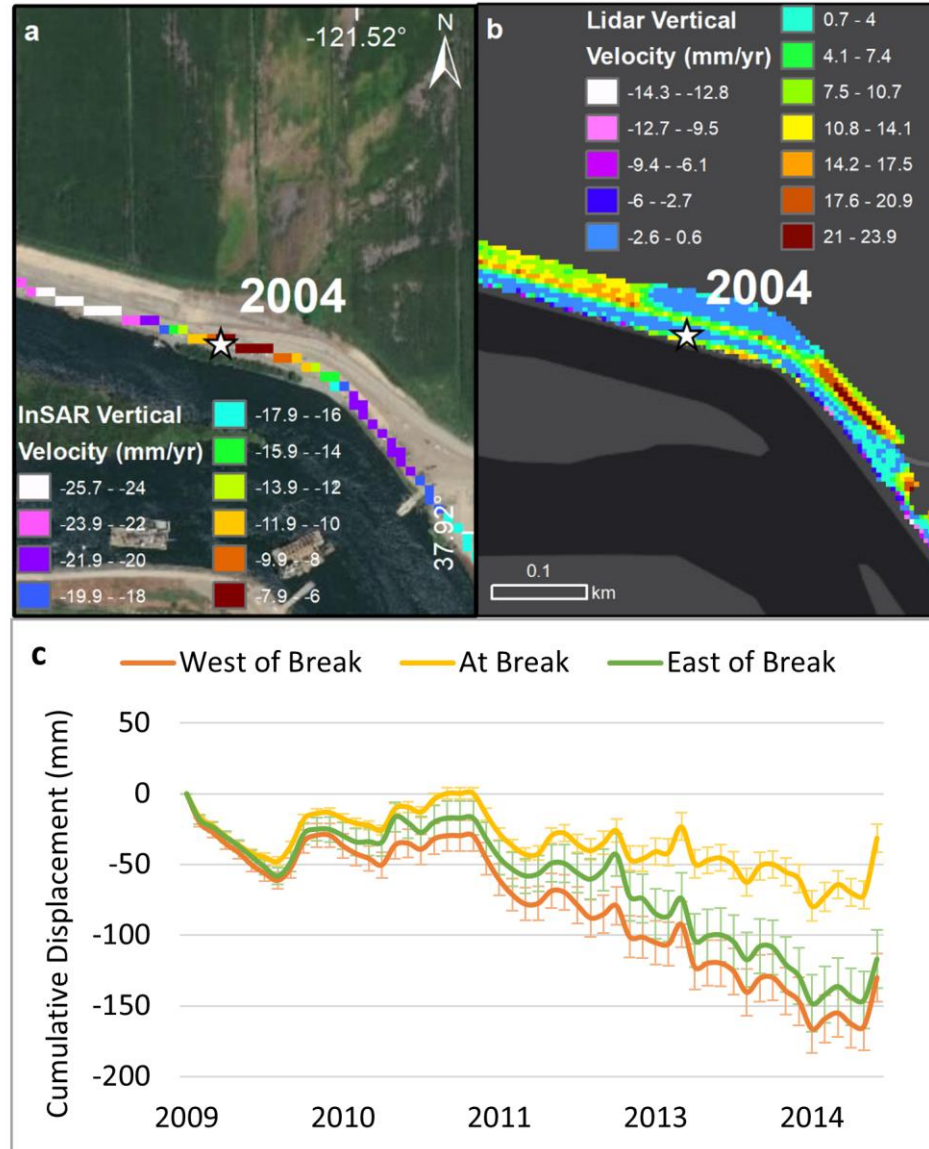 a
-121.52°
N
2004
InSAR Vertical
Velocity (mm/yr)
-25.7 - -24
-23.9 - -22
-21.9 - -20
-19.9 - -18
-17.9 - -16
-15.9 - -14
-13.9 - -12
-11.9 - -10
-9.9 - -8
-7.9 - -6
37.92°
b
Lidar Vertical
Velocity (mm/yr)
-14.3 - -12.8
-12.7 - -9.5
-9.4 - -6.1
-6 - -2.7
-2.6 - 0.6
0.7 - 4
4.1 - 7.4
7.5 - 10.7
10.8 - 14.1
14.2 - 17.5
17.6 - 20.9
21 - 23.9
2004
0.1
km
c
West of Break At Break East of Break
Cumulative Displacement (mm)
50
0
-50
-100
-150
-200
2009 2010 2011 2013 2014